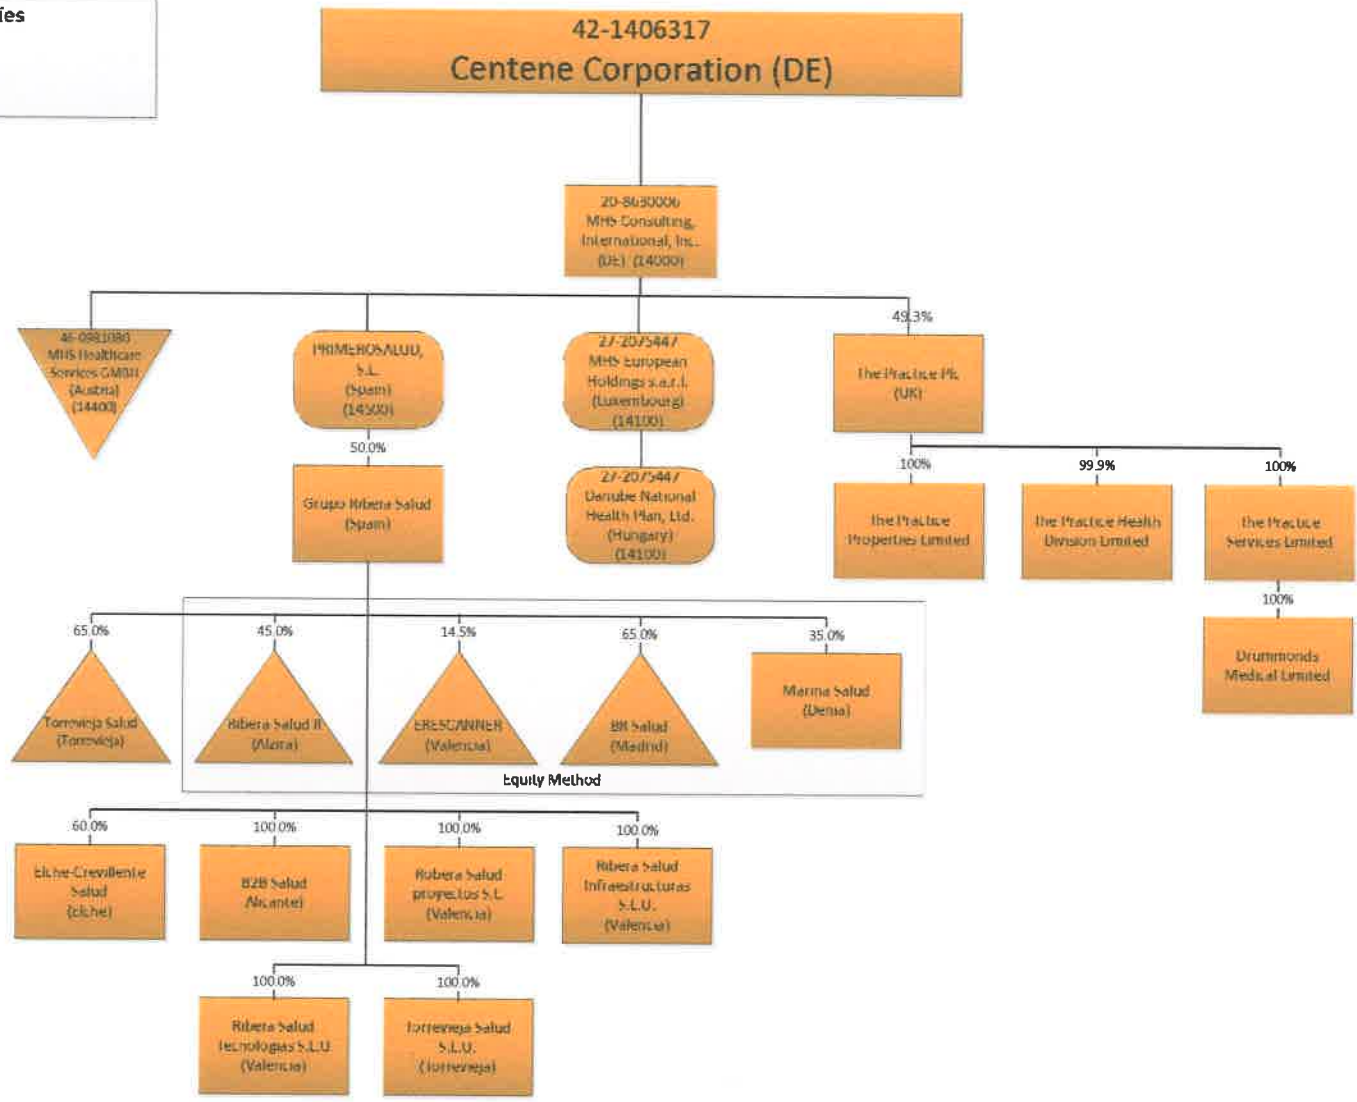 íes
42-1406317
Centene Corporation (DE)
20-8630006
MHS Consulting,
International, Inc.
(DE) (14000)
49.3%
46-0981080
MHS Healthcare
Services GMBH
(Austria)
(14400)
PRIMEROSALUD,
S.L.
(Spain)
(14500)
27-2075447
MHS European
Holdings s.a.r.l.
(Luxembourg)
(14100)
The Practice Plc
(UK)
50.0%
Grupo Ribera Salud
(Spain)
27-2075447
Danube National
Health Plan, Ltd.
(Hungary)
(14100)
100%
99.9%
100%
The Practice
Properties Limited
The Practice Health
Division Limited
The Practice
Services Limited
100%
Drummonds
Medical Limited
65.0%
45.0%
14.5%
65.0%
35.0%
Torrevieja Salud
(Torrevieja)
Ribera Salud II
(Alzira)
ERESCANNER
(Valencia)
BR Salud
(Madrid)
Marina Salud
(Denia)
Equity Method
60.0%
100.0%
100.0%
100.0%
Elche-Crevillente
Salud
(Elche)
B2B Salud
Alicante)
Robera Salud
proyectos S.L.
(Valencia)
Ribera Salud
Infraestructuras
S.L.U.
(Valencia)
100.0%
100.0%
Ribera Salud
Tecnologias S.L.U.
(Valencia)
Torrevieja Salud
S.L.U.
(Torrevieja)